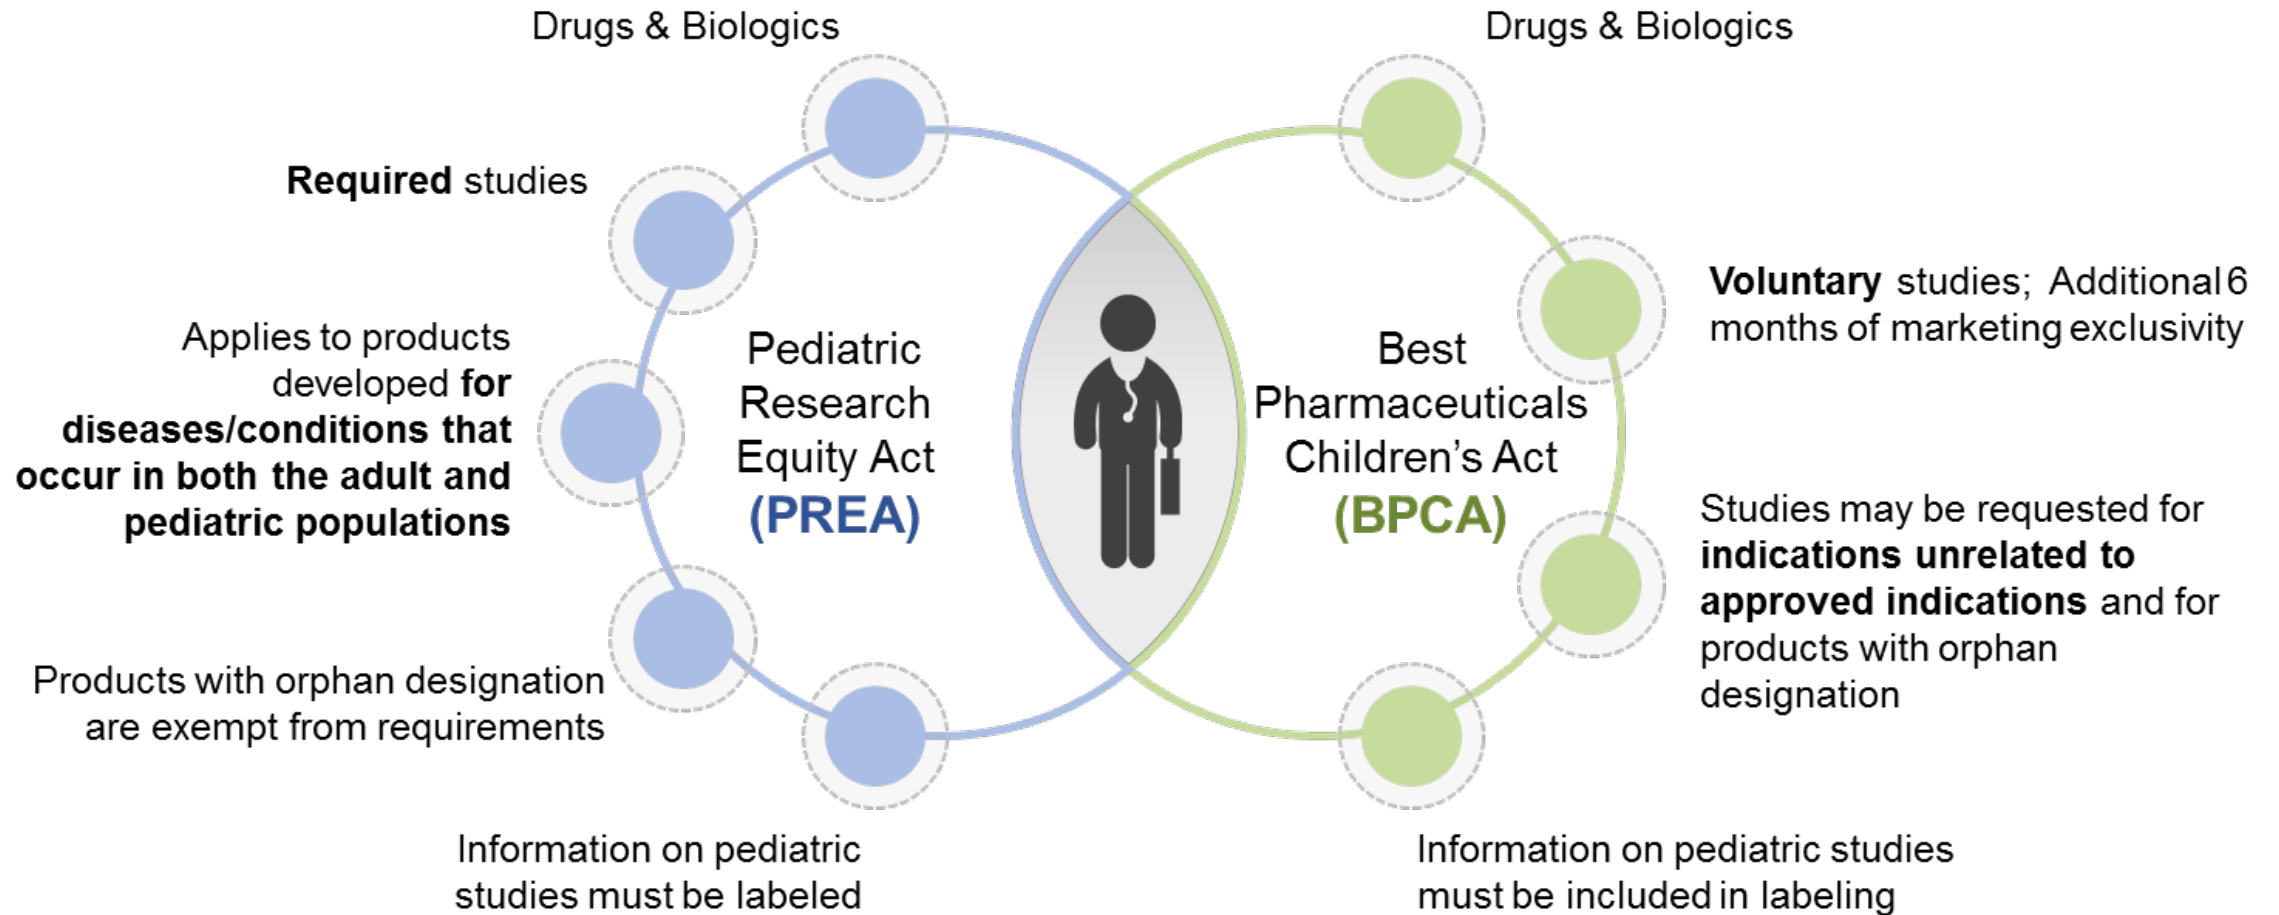 Drugs & Biologics
Required studies
Applies to products
developed for
diseases/conditions that
occur in both the adult and
pediatric populations
Products with orphan designation
are exempt from requirements
Information on pediatric
studies must be labeled
Pediatric
Research
Equity Act
(PREA)
Best
Pharmaceuticals
Children's Act
(BPCA)
Drugs & Biologics
Voluntary studies; Additional 6
months of marketing exclusivity
Studies may be requested for
indications unrelated to
approved indications and for
products with orphan
designation
Information on pediatric studies
must be included in labeling